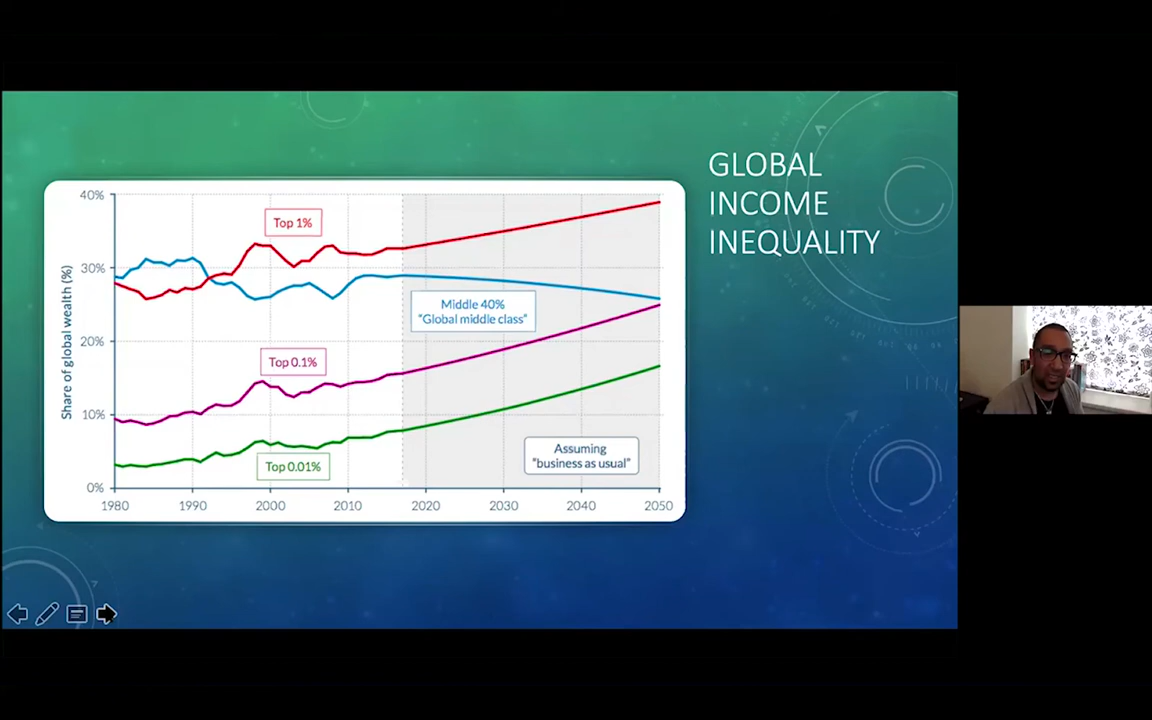 GLOBAL
INCOME
INEQUALITY
Share of global wealth (%)
40%
30%
20%
10%
0%
Top 1%
Middle 40%
"Global middle class"
Top 0.1%
Top 0.01%
Assuming
"business as usual"
1980
1990
2000
2010
2020
2030
2040
2050